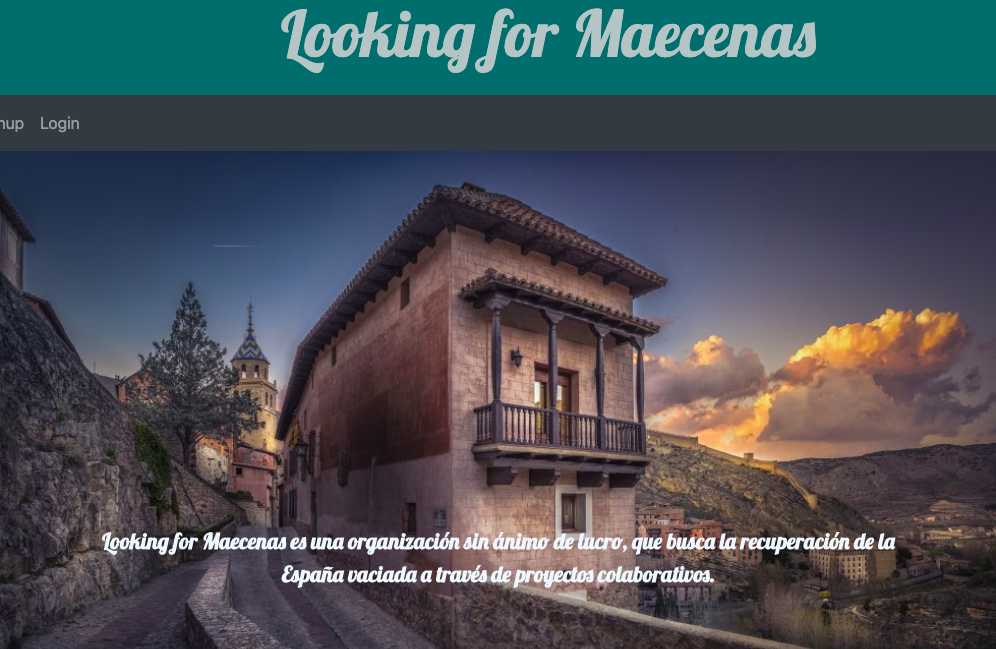 Looking for Maecenas
Login
Looking for Maecenas es una organización sin ánimo de lucro, que busca la recuperación de la
España vaciada a través de proyectos colaborativos.